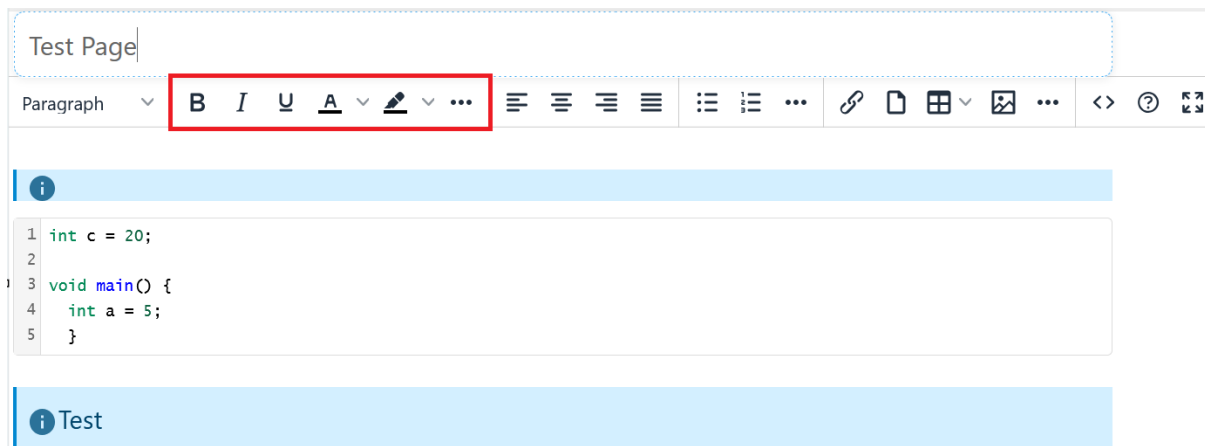 Test Page
Paragraph B I U A
1 int c = 20;
2
3 void main() {
4 int a = 5;
5 }
Test